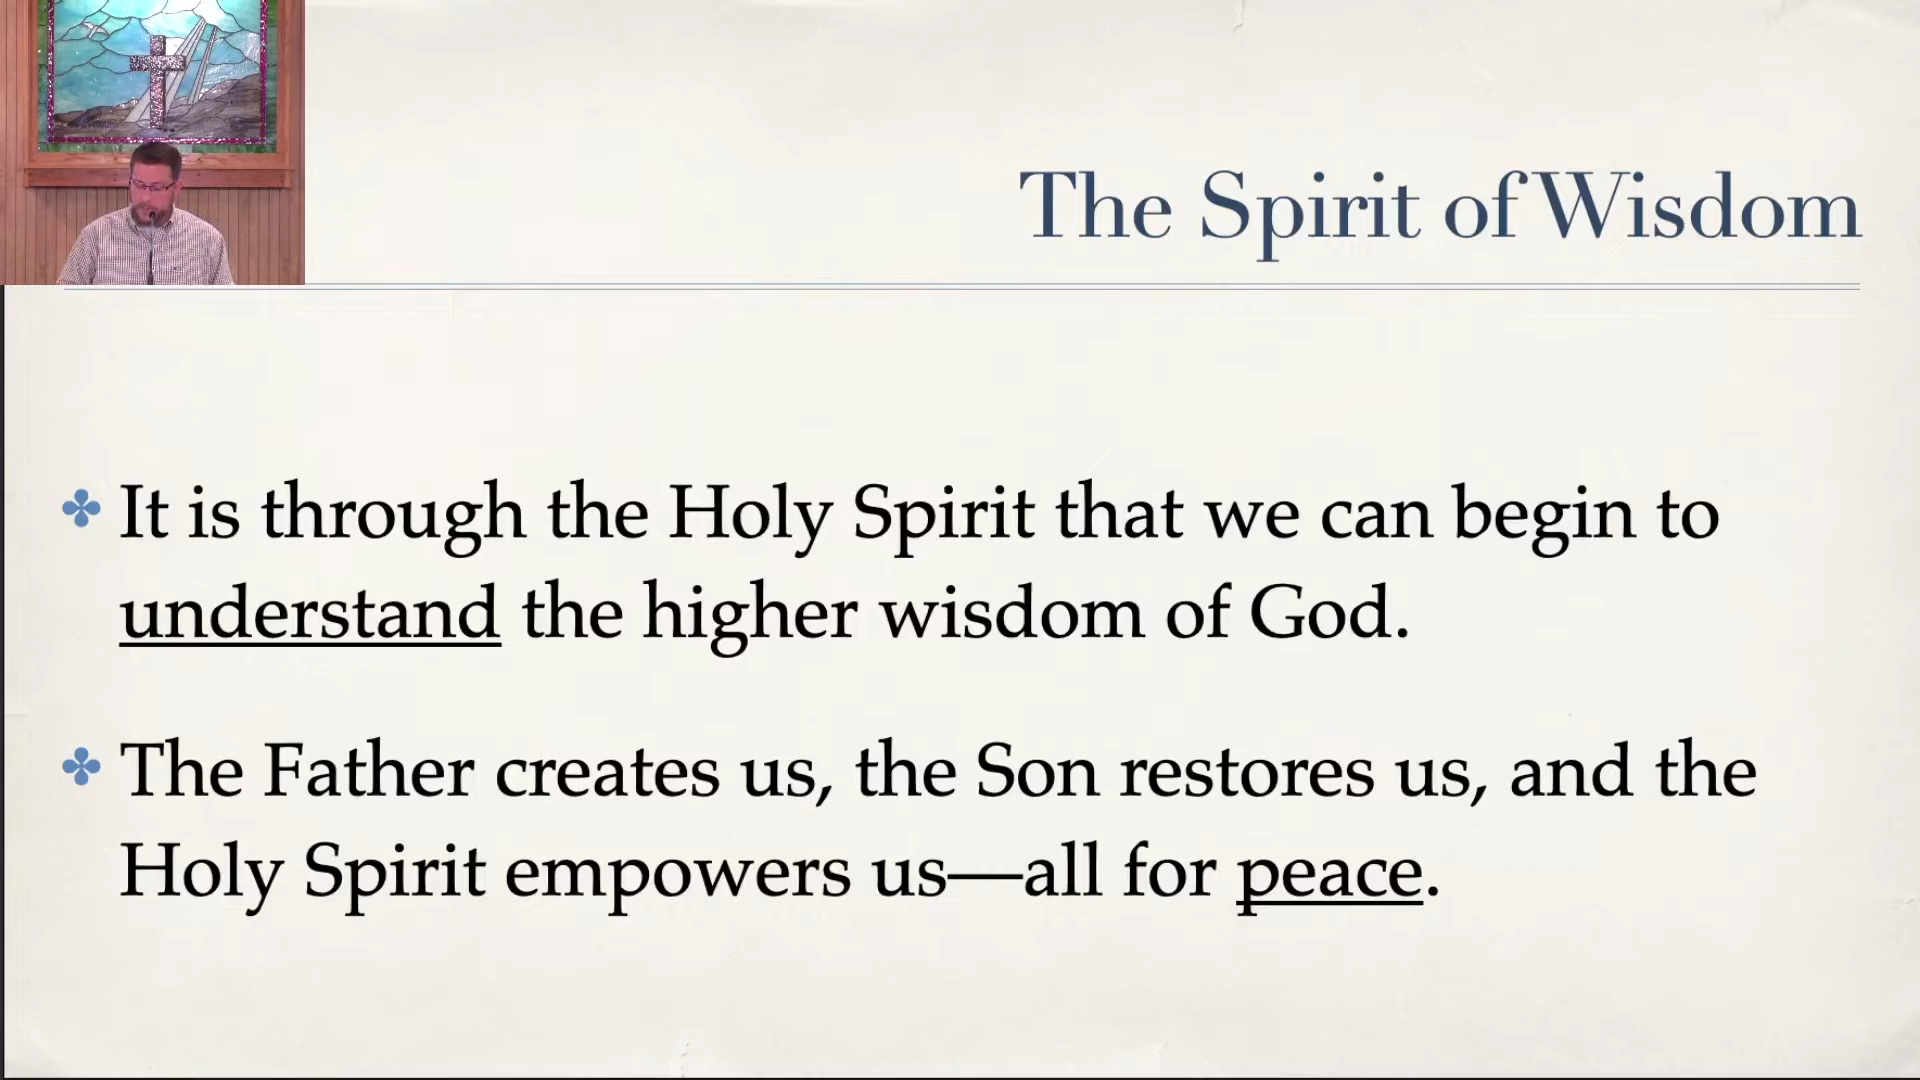 The Spirit of Wisdom
It is through the Holy Spirit that we can begin to
understand the higher wisdom of God.
The Father creates us, the Son restores us, and the
Holy Spirit empowers us—all for peace.